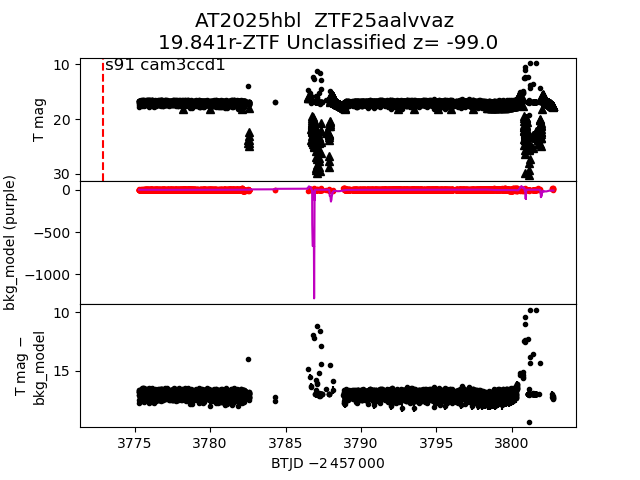 AT2025hbl  ZTF25aalvvaz
19.841r-ZTF Unclassified z= -99.0
s91 cam3ccd1
10
20
30
T mag
0
−500
−1000
bkg_model (purple)
10
15
T mag −
bkg_model
3775 3780 3785 3790 3795 3800
BTJD −2 457 000